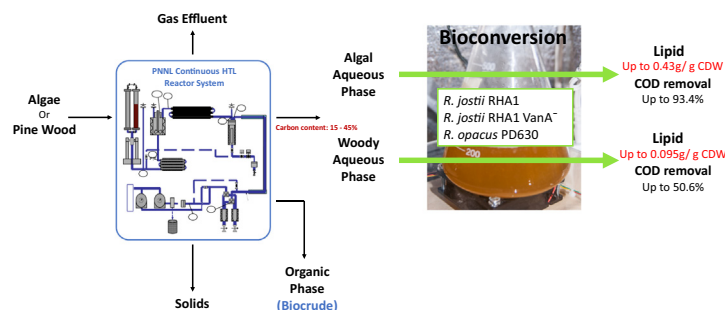 Gas Effluent
PNNL Continuous HTL
Reactor System
Algae
Or
Pine Wood
Carbon content: 15 - 45%
Solids
Organic
Phase
(Biocrude)
Algal
Aqueous
Phase
Woody
Aqueous
Phase
Bioconversion
R. jostii RHA1
R. jostii RHA1 VanA⁻
R. opacus PD630
200
Lipid
Up to 0.43g/ g CDW
COD removal
Up to 93.4%
Lipid
Up to 0.095g/ g CDW
COD removal
Up to 50.6%